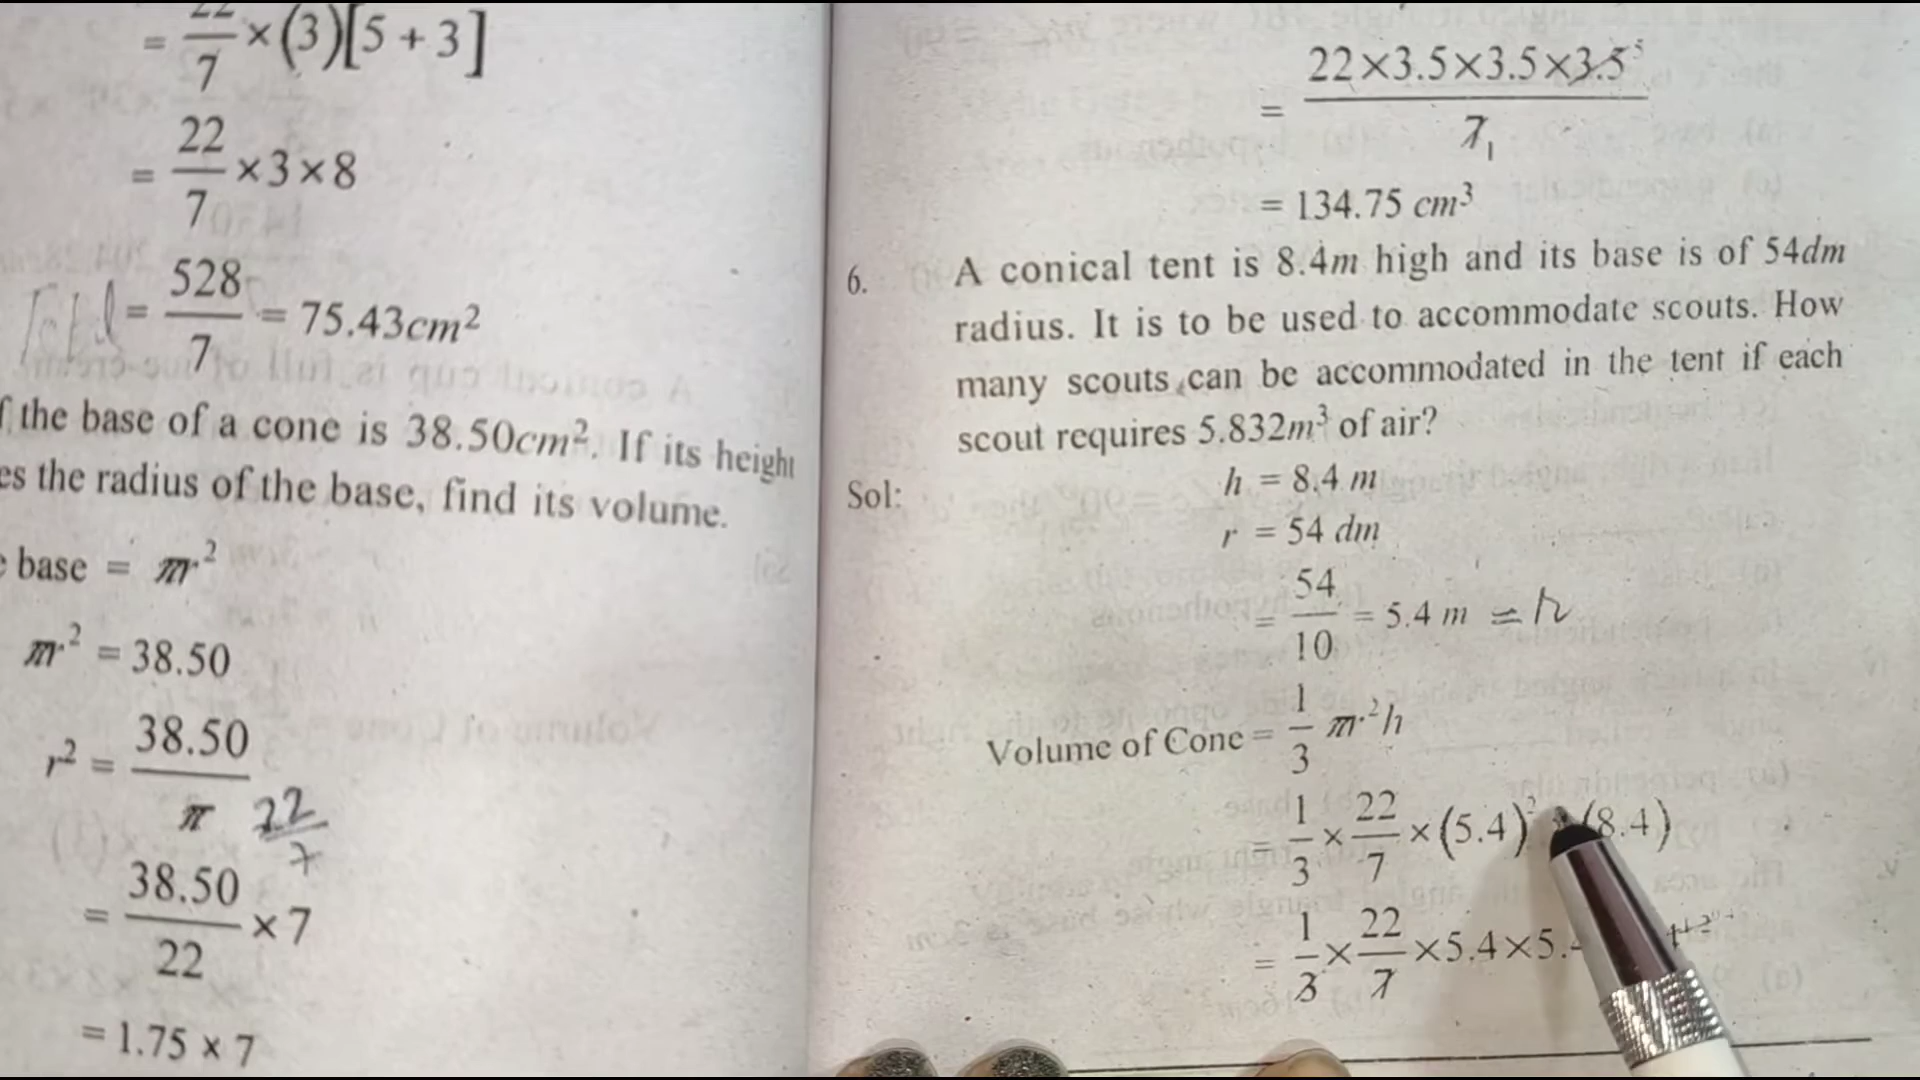 = 22/7 × (3)[5 + 3]
= 22/7 × 3 × 8
= 528/7 = 75.43cm²
the base of a cone is 38.50cm². If its height
the radius of the base, find its volume.
base = πr²
πr² = 38.50
r² = 38.50/π 22/7
= 38.50/22 × 7
= 1.75 × 7
= 22×3.5×3.5×3.5/7 1
= 134.75 cm³
6. A conical tent is 8.4m high and its base is of 54dm
radius. It is to be used to accommodate scouts. How
many scouts can be accommodated in the tent if each
scout requires 5.832m³ of air?
Sol: h = 8.4 m
r = 54 dm
= 54/10 = 5.4 m = r
Volume of Cone = 1/3 πr²h
= 1/3 × 22/7 × (5.4)² (8.4)
= 1/3 × 22/7 × 5.4 × 5.